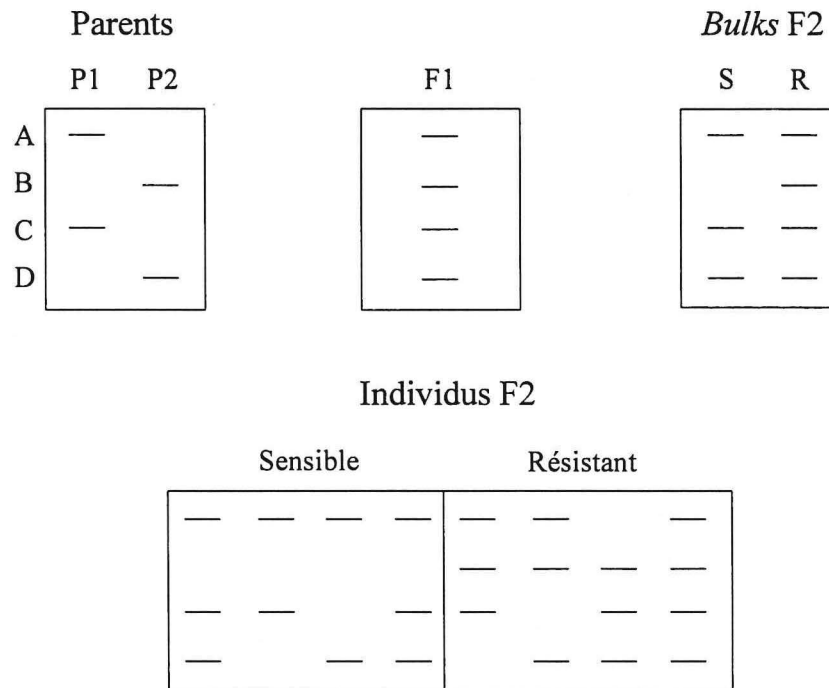 Parents
Bulks F2
P1 P2
F1
S R
A
B
C
D
Individus F2
Sensible Résistant